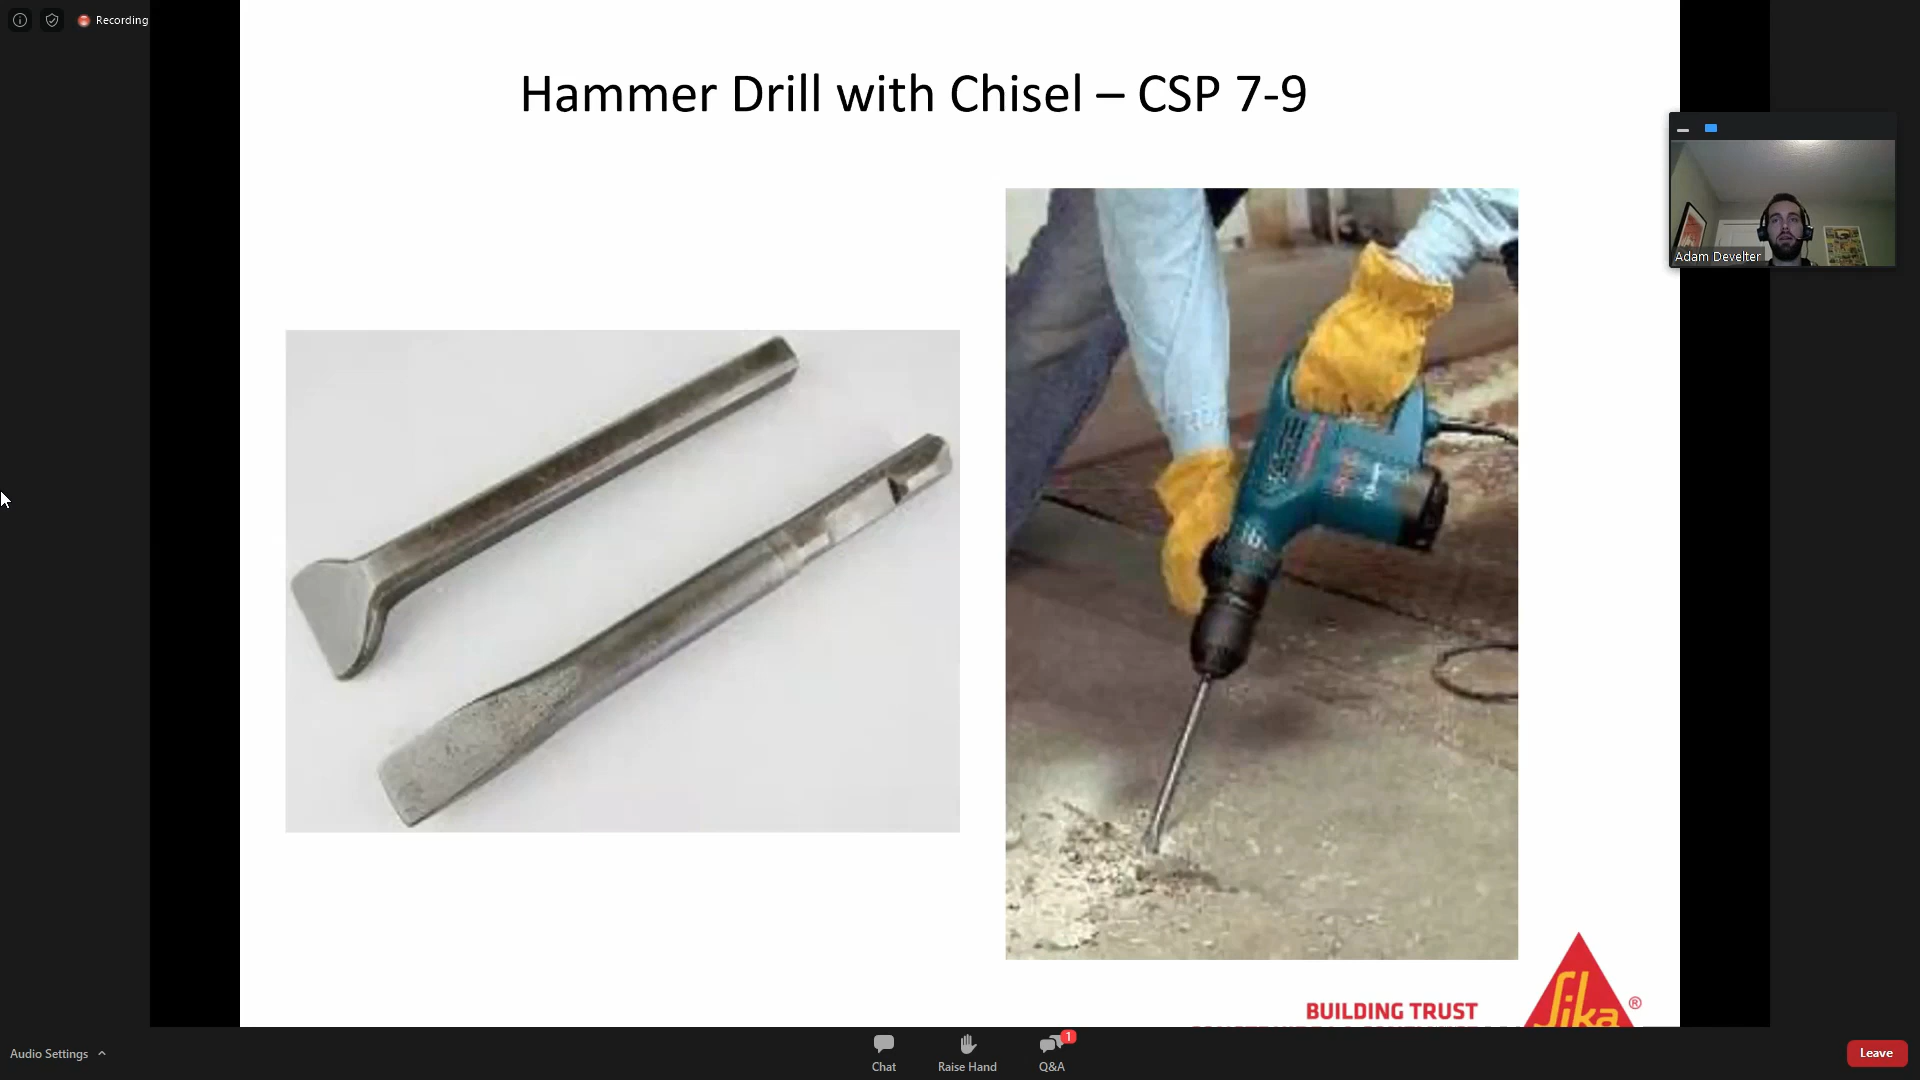 Recording
Hammer Drill with Chisel – CSP 7-9
Adam Develter
BUILDING TRUST
Sika
®
Audio Settings
Chat
Raise Hand
1
Q&A
Leave